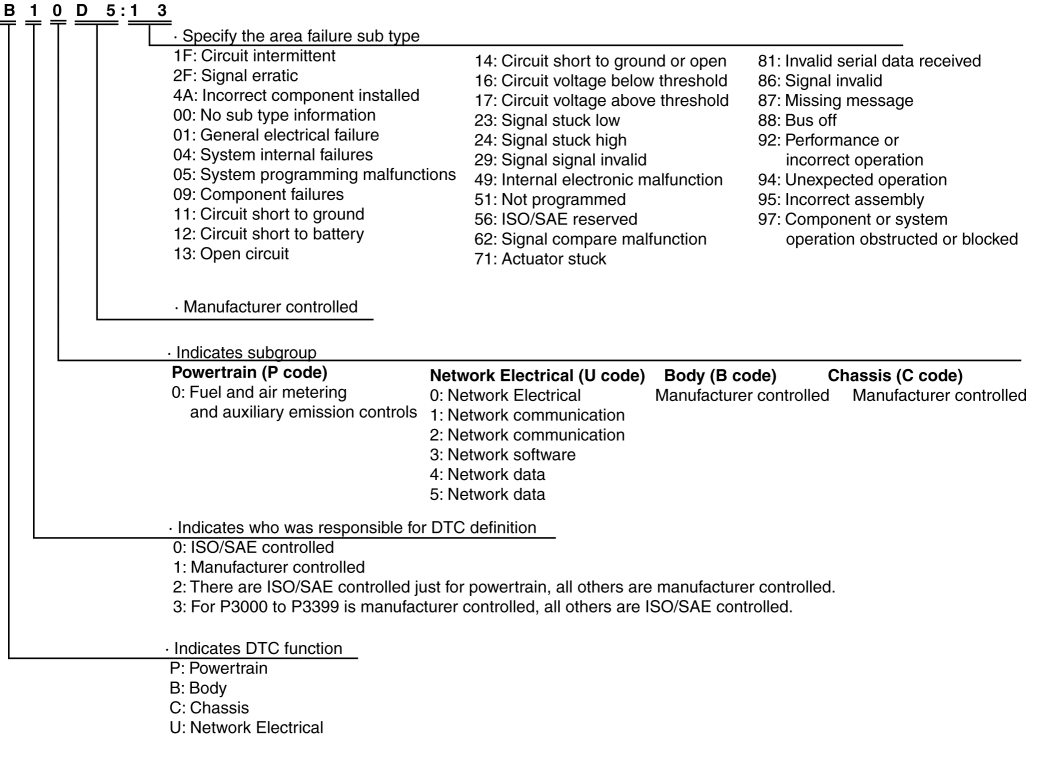 B 1 0 D 5:1 3
· Specify the area failure sub type
1F: Circuit intermittent
2F: Signal erratic
4A: Incorrect component installed
00: No sub type information
01: General electrical failure
04: System internal failures
05: System programming malfunctions
09: Component failures
11: Circuit short to ground
12: Circuit short to battery
13: Open circuit
14: Circuit short to ground or open
16: Circuit voltage below threshold
17: Circuit voltage above threshold
23: Signal stuck low
24: Signal stuck high
29: Signal signal invalid
49: Internal electronic malfunction
51: Not programmed
56: ISO/SAE reserved
62: Signal compare malfunction
71: Actuator stuck
81: Invalid serial data received
86: Signal invalid
87: Missing message
88: Bus off
92: Performance or
incorrect operation
94: Unexpected operation
95: Incorrect assembly
97: Component or system
operation obstructed or blocked
· Manufacturer controlled
· Indicates subgroup
Powertrain (P code)
0: Fuel and air metering
and auxiliary emission controls
Network Electrical (U code)
0: Network Electrical
1: Network communication
2: Network communication
3: Network software
4: Network data
5: Network data
Body (B code)
Manufacturer controlled
Chassis (C code)
Manufacturer controlled
· Indicates who was responsible for DTC definition
0: ISO/SAE controlled
1: Manufacturer controlled
2: There are ISO/SAE controlled just for powertrain, all others are manufacturer controlled.
3: For P3000 to P3399 is manufacturer controlled, all others are ISO/SAE controlled.
· Indicates DTC function
P: Powertrain
B: Body
C: Chassis
U: Network Electrical